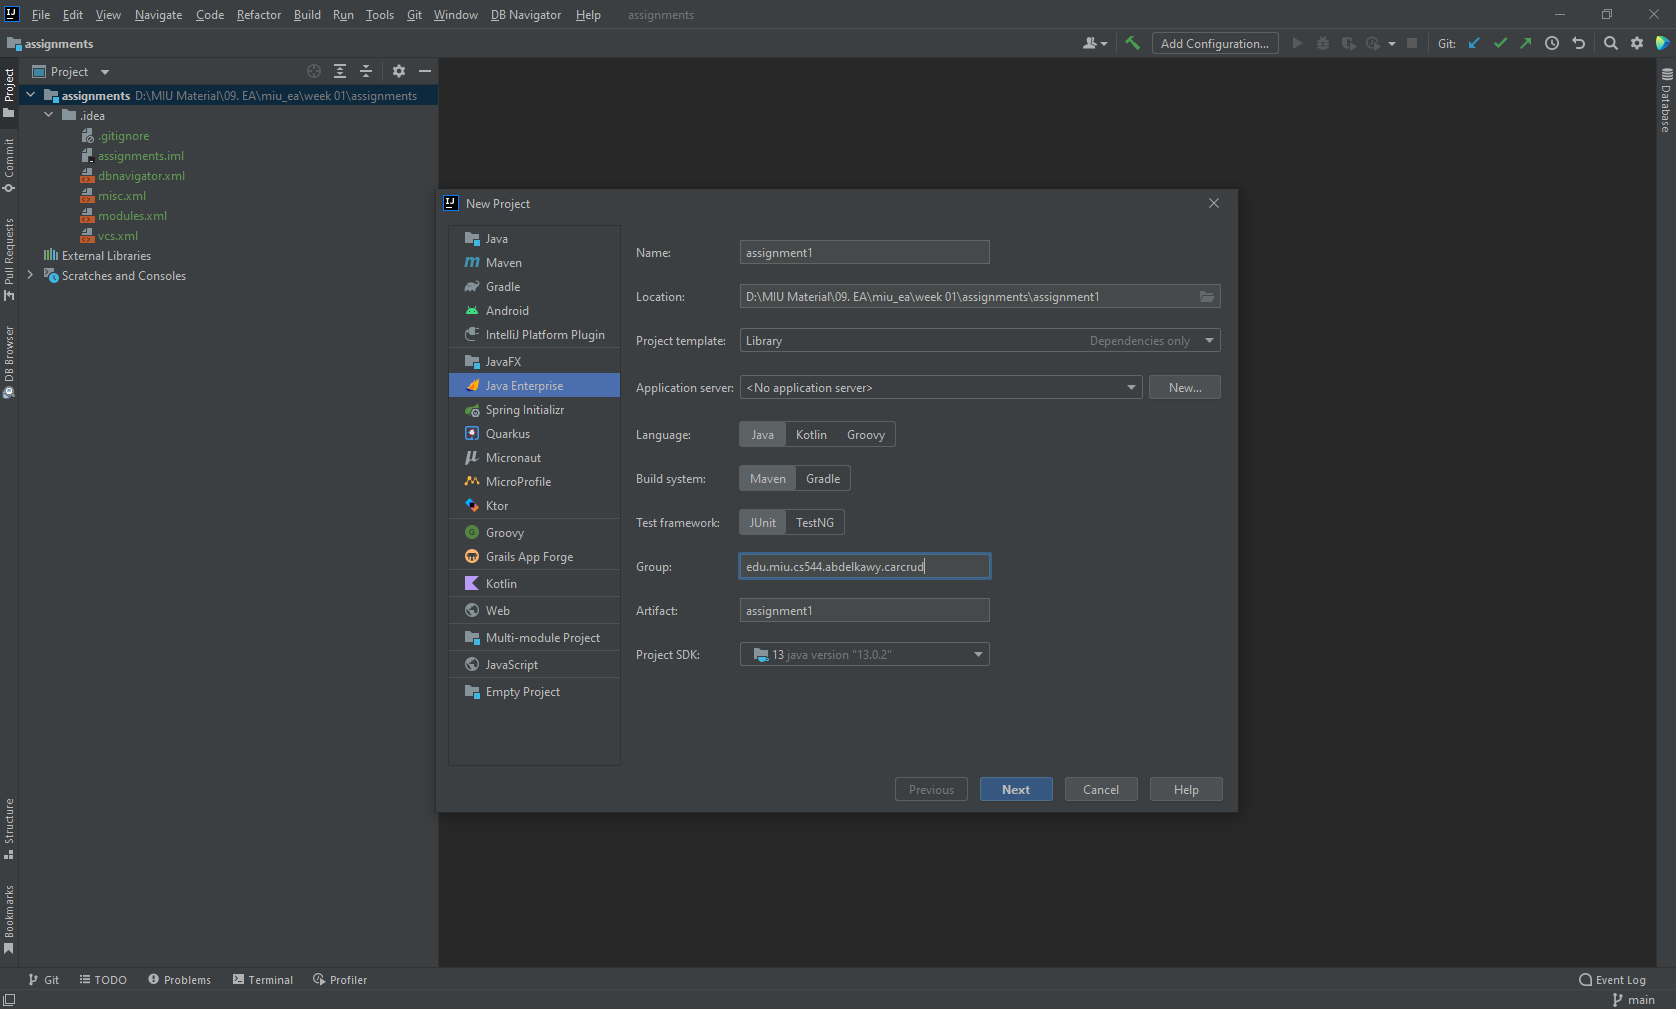 IJ File Edit View Navigate Code Refactor Build Run Tools Git Window DB Navigator Help assignments
assignments Add Configuration... Git:
Project
assignments D:\MIU Material\09. EA\miu_ea\week 01\assignments
.idea
.gitignore
assignments.iml
dbnavigator.xml
misc.xml
modules.xml
vcs.xml
External Libraries
Scratches and Consoles
Project
Commit
Pull Requests
DB Browser
Structure
Bookmarks
Database
IJ New Project
Java
Maven
Gradle
Android
IntelliJ Platform Plugin
JavaFX
Java Enterprise
Spring Initializr
Quarkus
Micronaut
MicroProfile
Ktor
Groovy
Grails App Forge
Kotlin
Web
Multi-module Project
JavaScript
Empty Project
Name: assignment1
Location: D:\MIU Material\09. EA\miu_ea\week 01\assignments\assignment1
Project template: Library Dependencies only
Application server: <No application server> New...
Language: Java Kotlin Groovy
Build system: Maven Gradle
Test framework: JUnit TestNG
Group: edu.miu.cs544.abdelkawy.carcrud
Artifact: assignment1
Project SDK: 13 java version "13.0.2"
Previous Next Cancel Help
Git TODO Problems Terminal Profiler Event Log
main